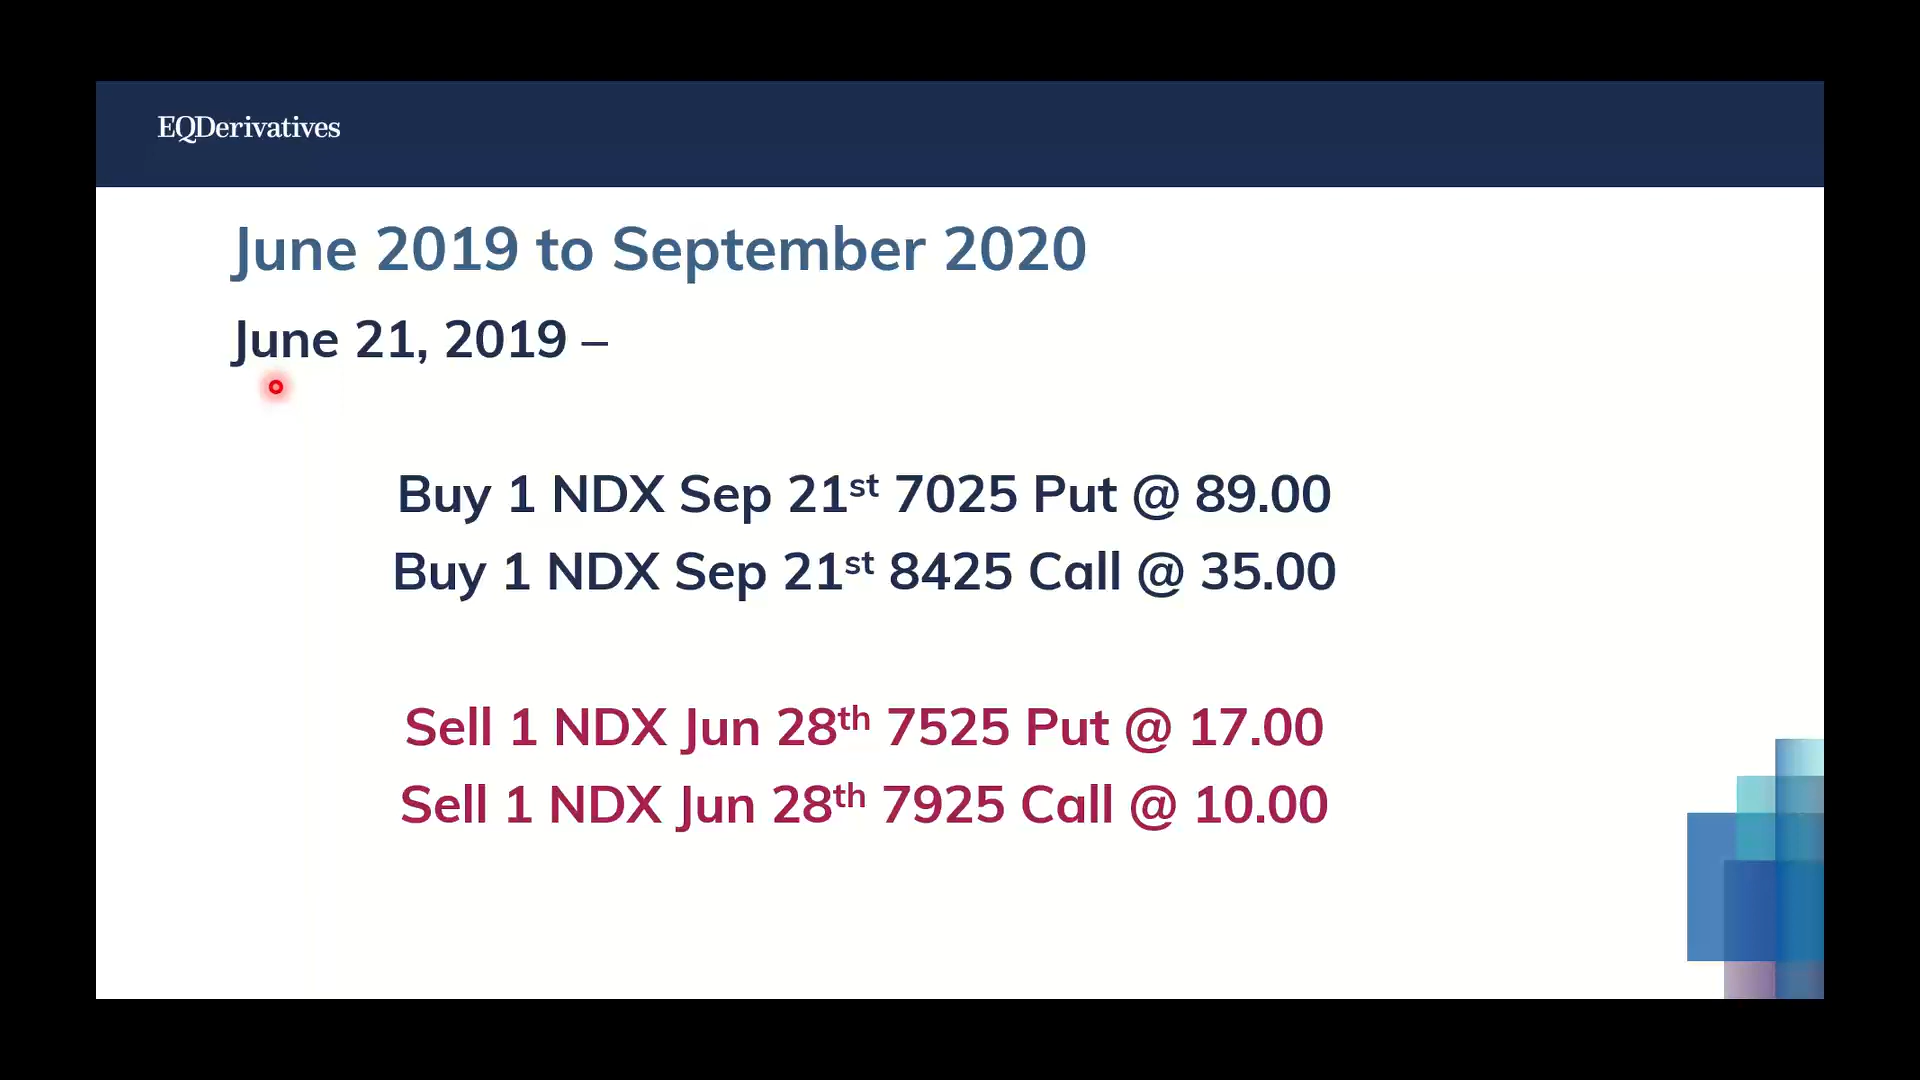 EQDerivatives
June 2019 to September 2020
June 21, 2019 –
Buy 1 NDX Sep 21st 7025 Put @ 89.00
Buy 1 NDX Sep 21st 8425 Call @ 35.00
Sell 1 NDX Jun 28th 7525 Put @ 17.00
Sell 1 NDX Jun 28th 7925 Call @ 10.00